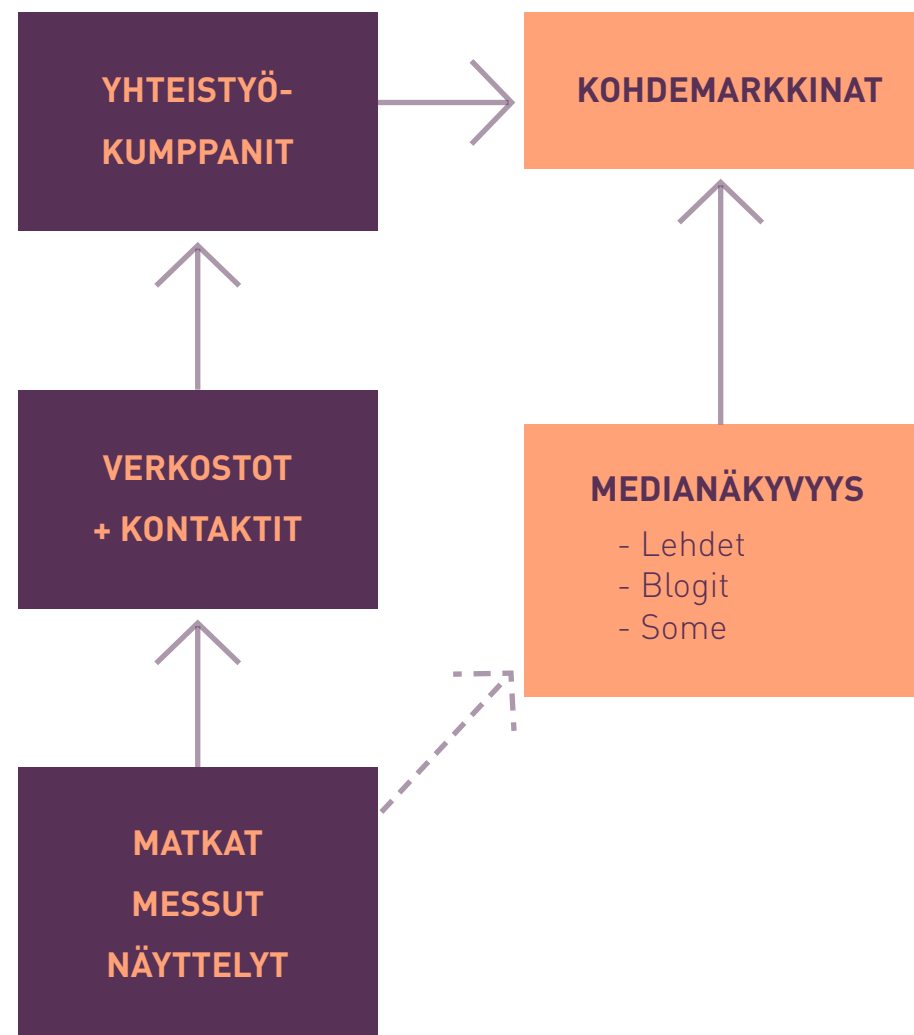 YHTEISTYÖ-
KUMPPANIT
KOHDEMARKKINAT
VERKOSTOT
+ KONTAKTIT
MEDIANÄKYVYYS
- Lehdet
- Blogit
- Some
MATKAT
MESSUT
NÄYTTELYT